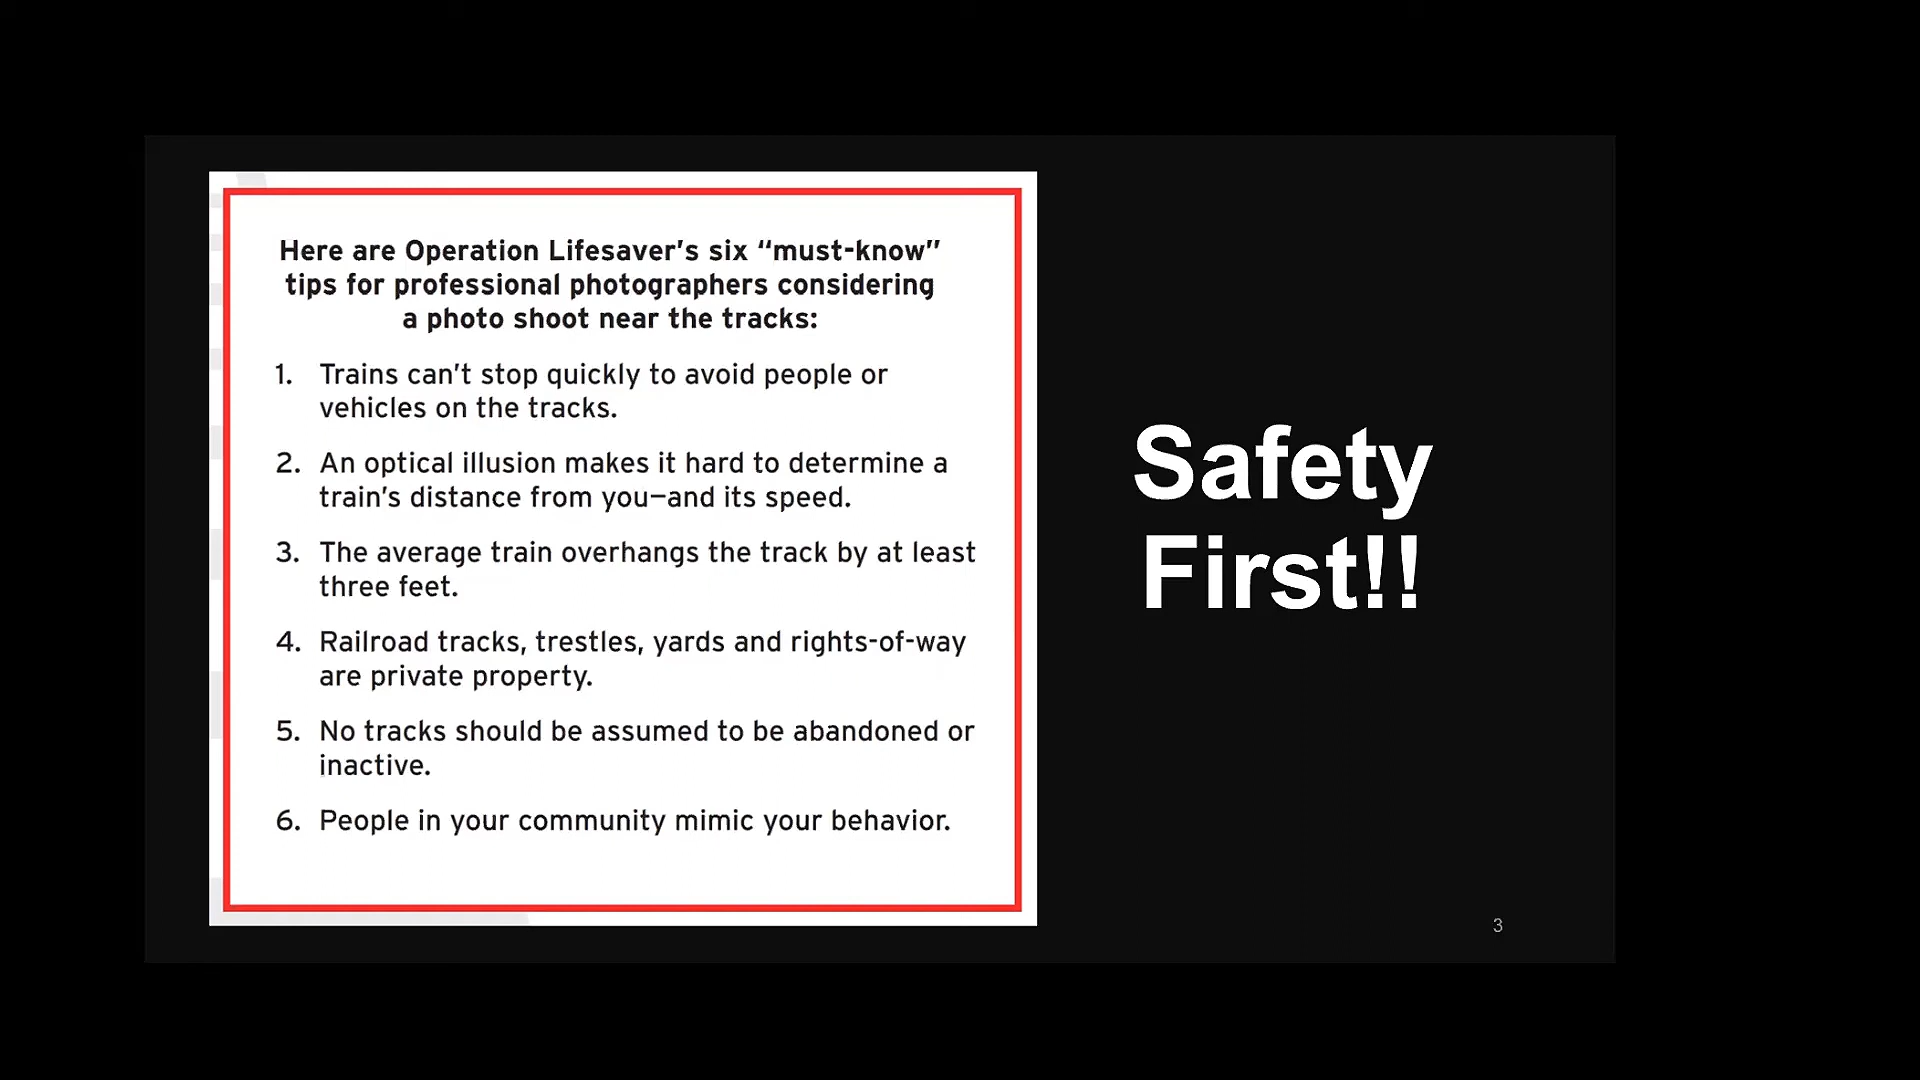 Here are Operation Lifesaver’s six “must-know”
tips for professional photographers considering
a photo shoot near the tracks:
1. Trains can’t stop quickly to avoid people or
vehicles on the tracks.
2. An optical illusion makes it hard to determine a
train’s distance from you—and its speed.
3. The average train overhangs the track by at least
three feet.
4. Railroad tracks, trestles, yards and rights-of-way
are private property.
5. No tracks should be assumed to be abandoned or
inactive.
6. People in your community mimic your behavior.
Safety
First!!
3